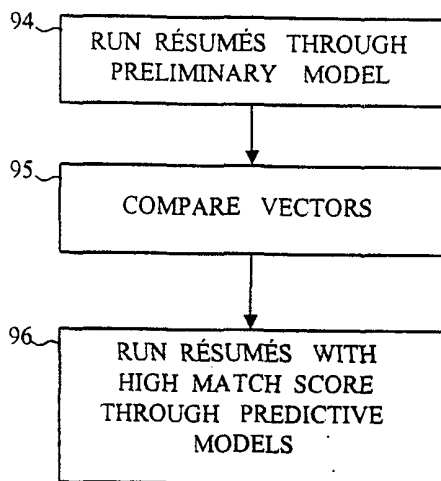 94
RUN RÉSUMÉS THROUGH
PRELIMINARY MODEL
95
COMPARE VECTORS
96
RUN RÉSUMÉS WITH
HIGH MATCH SCORE
THROUGH PREDICTIVE
MODELS